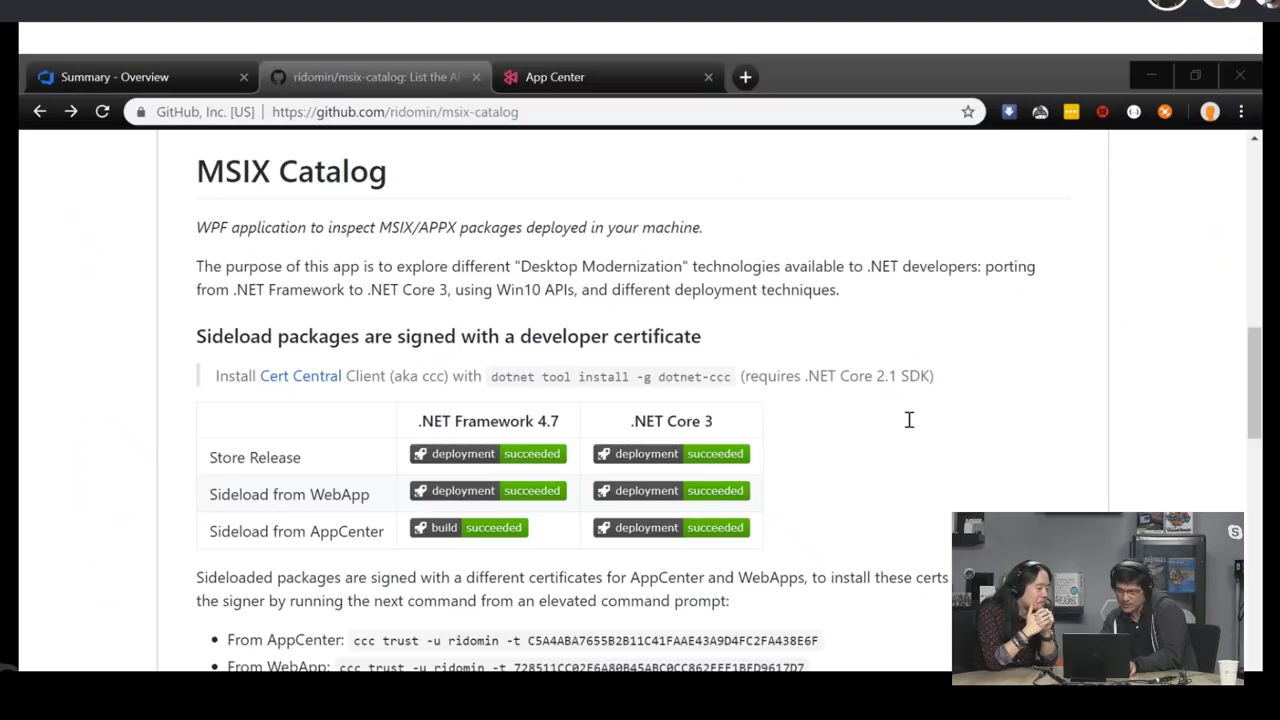 Summary - Overview
ridomin/msix-catalog: List the A
App Center
GitHub, Inc. [US]
https://github.com/ridomin/msix-catalog
MSIX Catalog
WPF application to inspect MSIX/APPX packages deployed in your machine.
The purpose of this app is to explore different "Desktop Modernization" technologies available to .NET developers: porting
from .NET Framework to .NET Core 3, using Win10 APIs, and different deployment techniques.
Sideload packages are signed with a developer certificate
Install Cert Central Client (aka ccc) with dotnet tool install -g dotnet-ccc (requires .NET Core 2.1 SDK)
.NET Framework 4.7 .NET Core 3
Store Release deployment succeeded deployment succeeded
Sideload from WebApp deployment succeeded deployment succeeded
Sideload from AppCenter build succeeded deployment succeeded
Sideloaded packages are signed with a different certificates for AppCenter and WebApps, to install these certs
the signer by running the next command from an elevated command prompt:
From AppCenter: ccc trust -u ridomin -t C5A4ABA7655B2B11C41FAAE43A9D4FC2FA438E6F
From WebApp: ccc trust -u ridomin -t